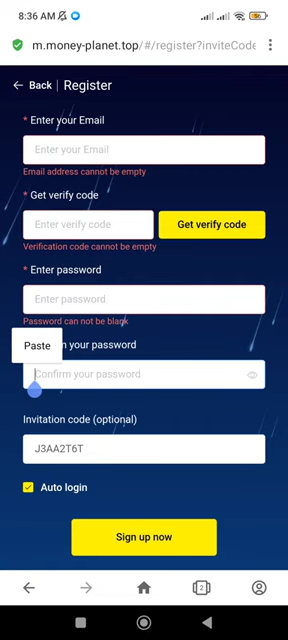 8:36 AM
56
m.money-planet.top/#/register?inviteCode
Back | Register
* Enter your Email
Enter your Email
Email address cannot be empty
* Get verify code
Enter verify code
Get verify code
Verification code cannot be empty
* Enter password
Enter password
Password can not be blank
Paste
m your password
Confirm your password
Invitation code (optional)
J3AA2T6T
Auto login
Sign up now
2